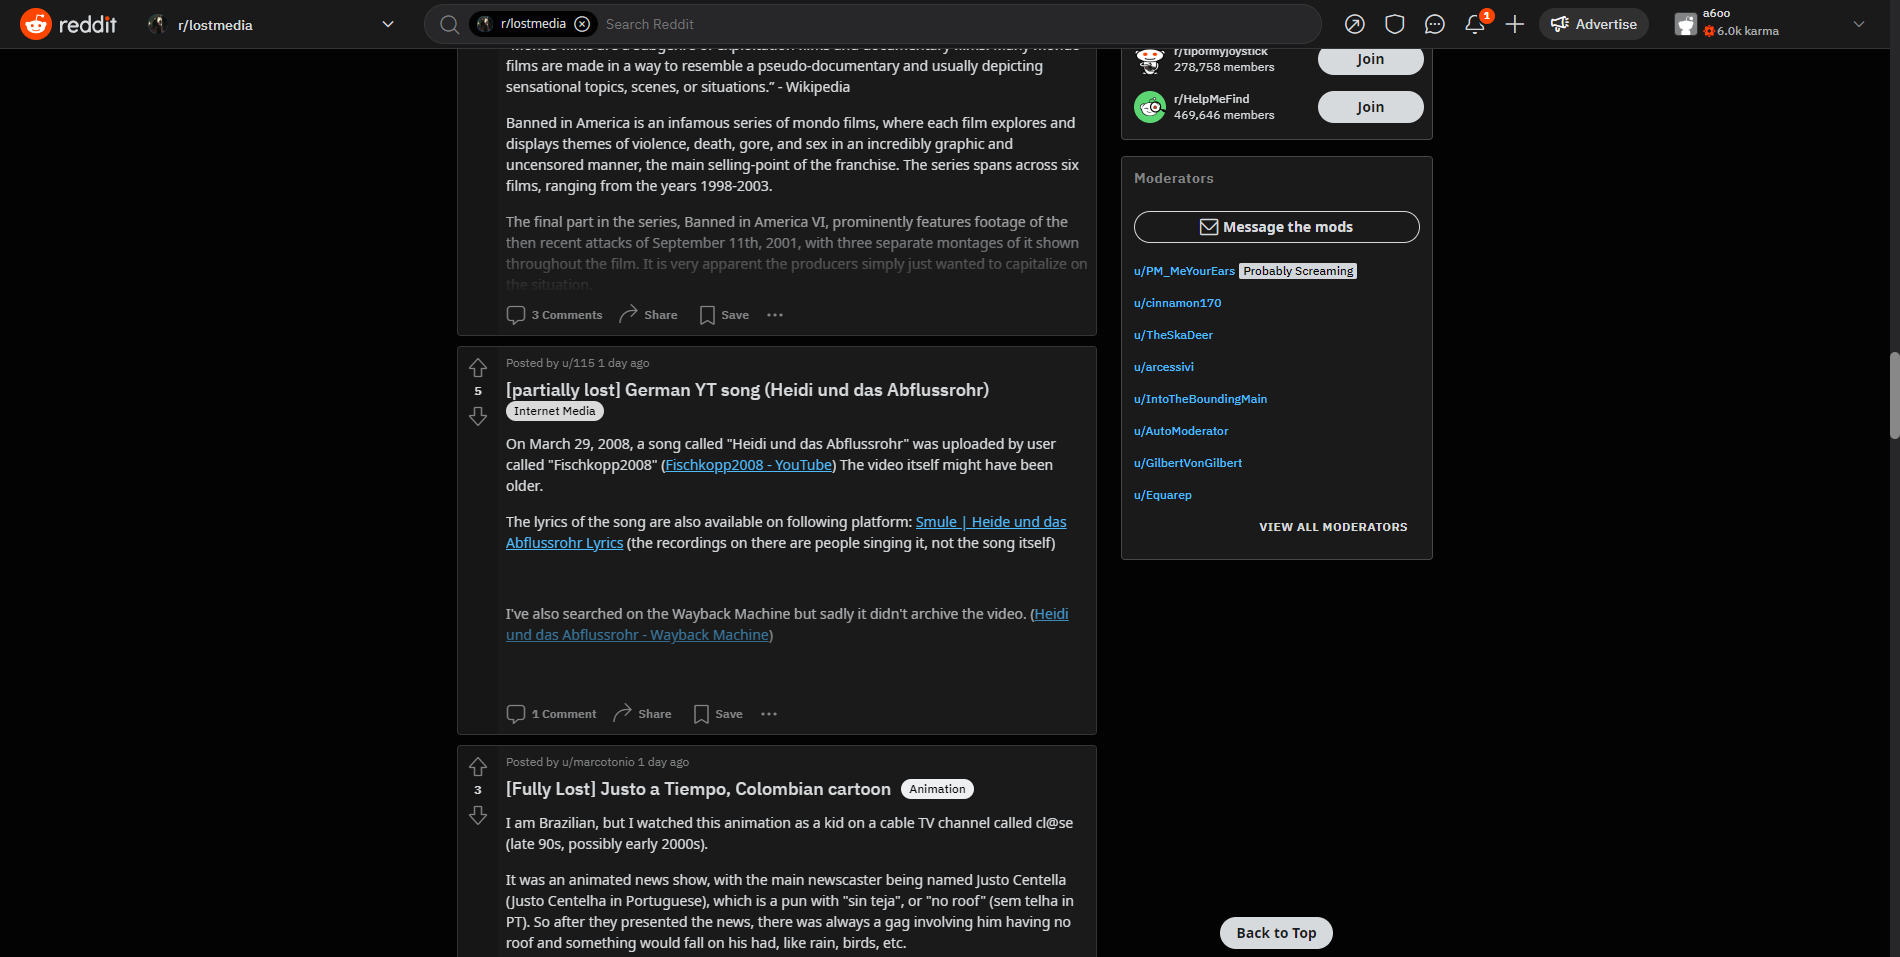 reddit
r/lostmedia
r/lostmedia
Search Reddit
1
Advertise
a6oo
6.0k karma
"Mondo films are a subgenre of exploitation films and documentary films. Many mondo
films are made in a way to resemble a pseudo-documentary and usually depicting
sensational topics, scenes, or situations.” - Wikipedia
Banned in America is an infamous series of mondo films, where each film explores and
displays themes of violence, death, gore, and sex in an incredibly graphic and
uncensored manner, the main selling-point of the franchise. The series spans across six
films, ranging from the years 1998-2003.
The final part in the series, Banned in America VI, prominently features footage of the
then recent attacks of September 11th, 2001, with three separate montages of it shown
throughout the film. It is very apparent the producers simply just wanted to capitalize on
the situation.
3 Comments
Share
Save
Posted by u/115 1 day ago
5
[partially lost] German YT song (Heidi und das Abflussrohr)
Internet Media
On March 29, 2008, a song called "Heidi und das Abflussrohr" was uploaded by user
called "Fischkopp2008" (Fischkopp2008 - YouTube) The video itself might have been
older.
The lyrics of the song are also available on following platform: Smule | Heide und das
Abflussrohr Lyrics (the recordings on there are people singing it, not the song itself)
I've also searched on the Wayback Machine but sadly it didn't archive the video. (Heidi
und das Abflussrohr - Wayback Machine)
1 Comment
Share
Save
Posted by u/marcotonio 1 day ago
3
[Fully Lost] Justo a Tiempo, Colombian cartoon
Animation
I am Brazilian, but I watched this animation as a kid on a cable TV channel called cl@se
(late 90s, possibly early 2000s).
It was an animated news show, with the main newscaster being named Justo Centella
(Justo Centelha in Portuguese), which is a pun with "sin teja", or "no roof" (sem telha in
PT). So after they presented the news, there was always a gag involving him having no
roof and something would fall on his had, like rain, birds, etc.
r/tipofmyjoystick
278,758 members
Join
r/HelpMeFind
469,646 members
Join
Moderators
Message the mods
u/PM_MeYourEars Probably Screaming
u/cinnamon170
u/TheSkaDeer
u/arcessivi
u/IntoTheBoundingMain
u/AutoModerator
u/GilbertVonGilbert
u/Equarep
VIEW ALL MODERATORS
Back to Top